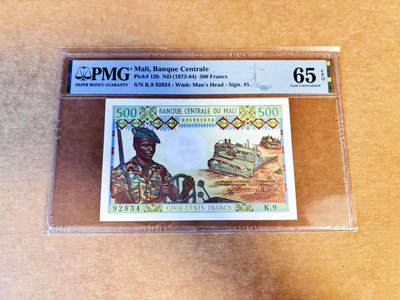 PMG
PAPER MONEY GUARANTY
Mali, Banque Centrale
Pick# 12b ND (1973-84) 500 Francs
S/N K.9 92834 - Wmk: Man's Head - Sign. #5
65 EPQ
Gem Uncirculated
500 BANQUE CENTRALE DU MALI 500
92834 CINQ CENTS FRANCS K.9